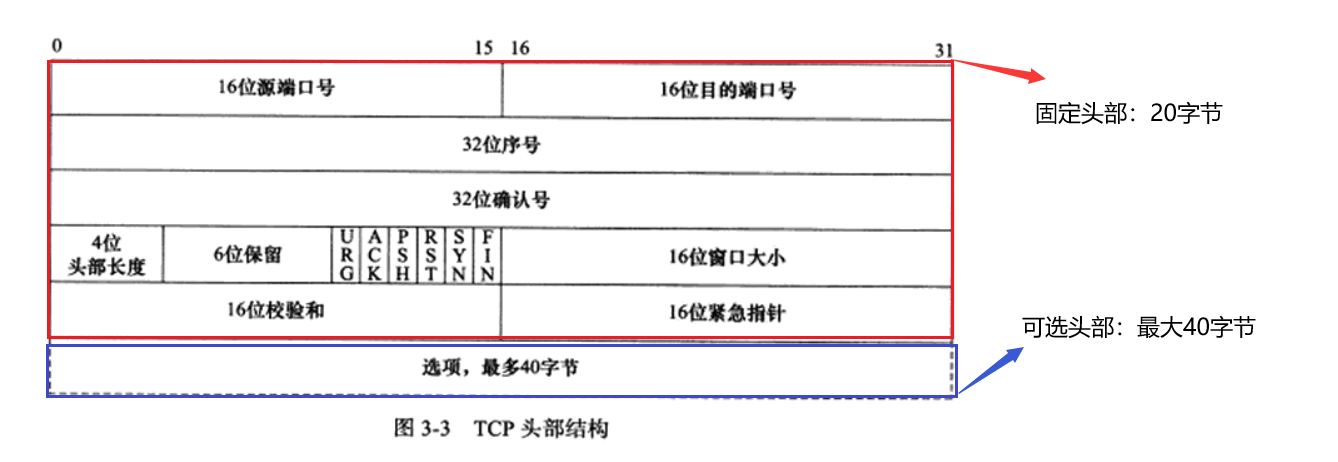 0 15 16 31
16位源端口号 16位目的端口号
固定头部：20字节
32位序号
32位确认号
4位
头部长度
6位保留
URG ACK PSH RST SYN FIN
16位窗口大小
16位校验和 16位紧急指针
可选头部：最大40字节
选项，最多40字节
图 3-3 TCP 头部结构